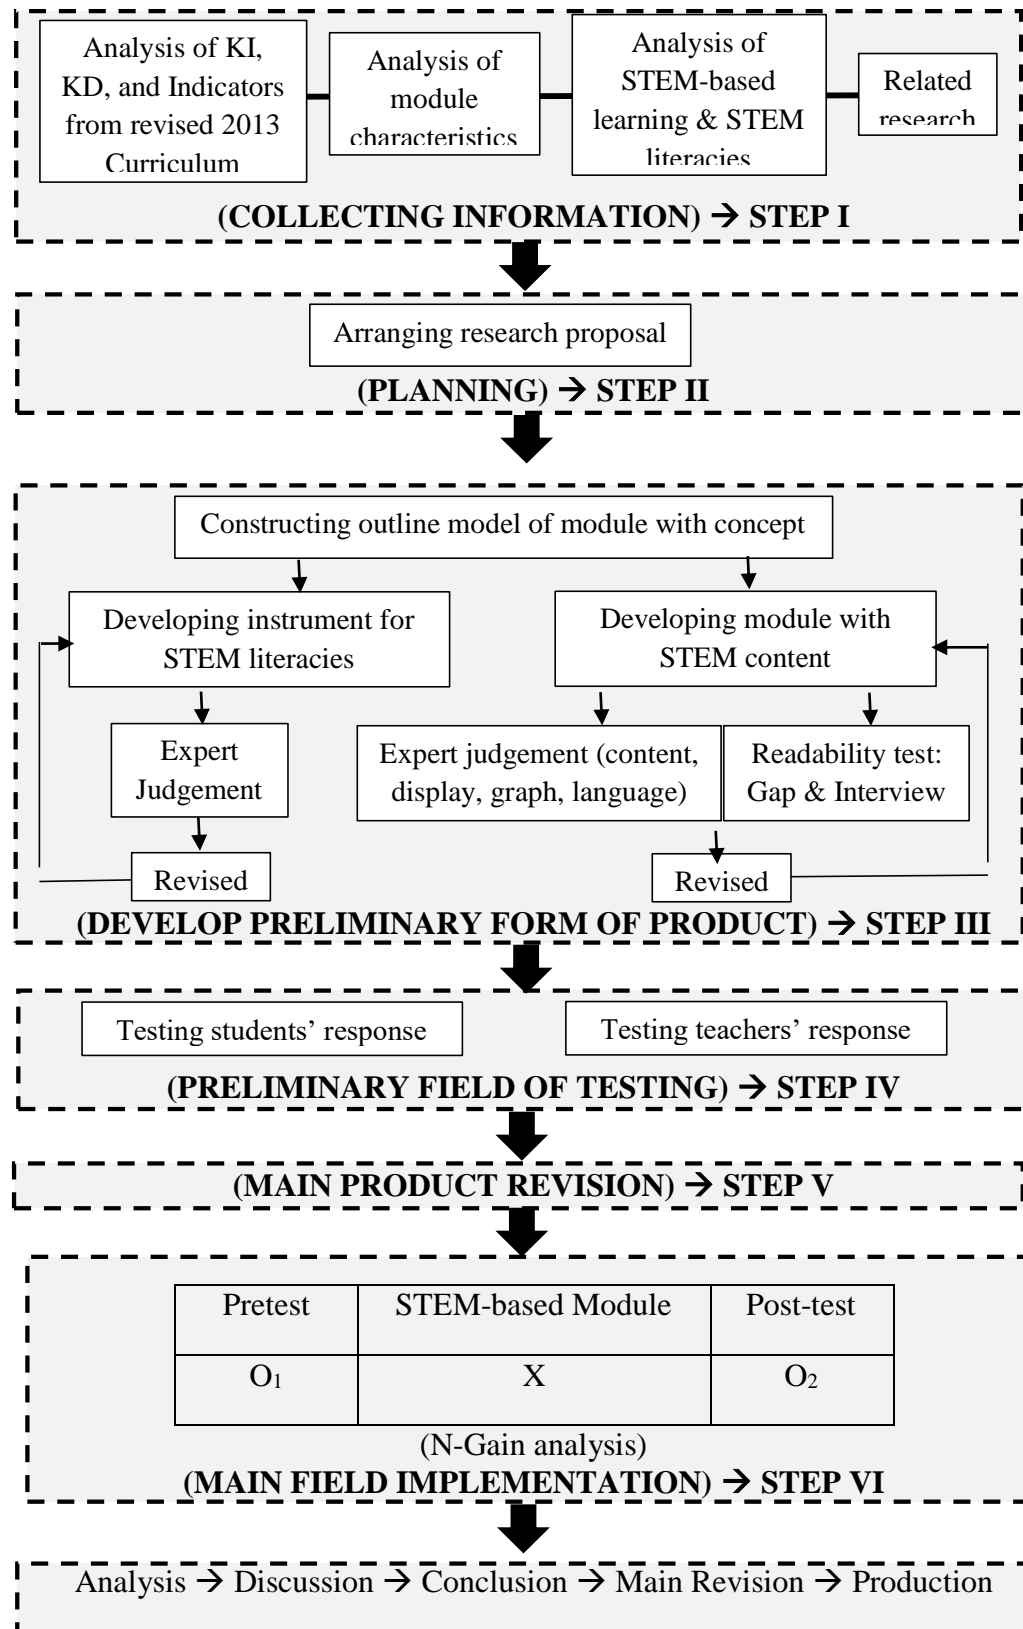 Analysis of KI,
KD, and Indicators
from revised 2013
Curriculum
Analysis of
module
characteristics
Analysis of
STEM-based
learning & STEM
literacies
Related
research
(COLLECTING INFORMATION) → STEP I
Arranging research proposal
(PLANNING) → STEP II
Constructing outline model of module with concept
Developing instrument for
STEM literacies
Developing module with
STEM content
Expert
Judgement
Expert judgement (content,
display, graph, language)
Readability test:
Gap & Interview
Revised
Revised
(DEVELOP PRELIMINARY FORM OF PRODUCT) → STEP III
Testing students’ response
Testing teachers’ response
(PRELIMINARY FIELD OF TESTING) → STEP IV
(MAIN PRODUCT REVISION) → STEP V
Pretest STEM-based Module Post-test
O1 X O2
(N-Gain analysis)
(MAIN FIELD IMPLEMENTATION) → STEP VI
Analysis → Discussion → Conclusion → Main Revision → Production